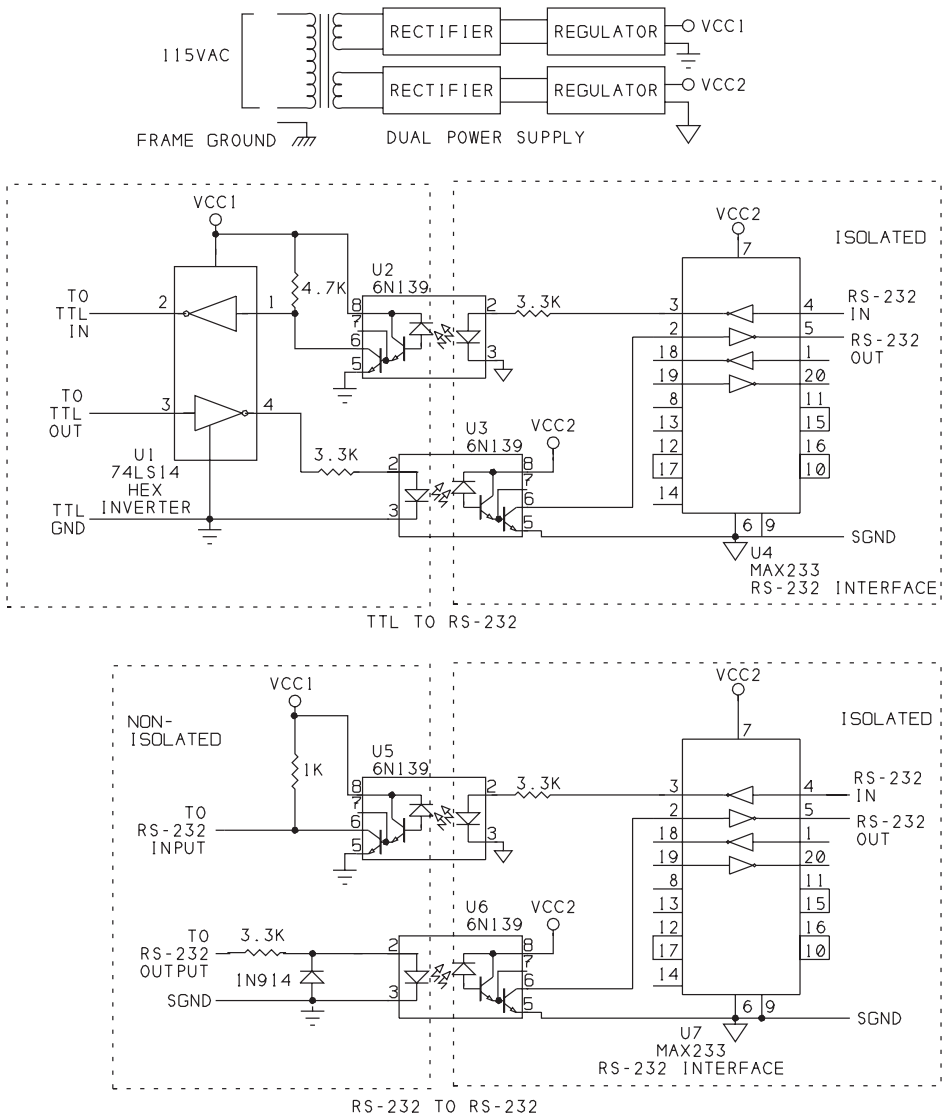 115VAC
RECTIFIER
REGULATOR
VCC1
RECTIFIER
REGULATOR
VCC2
FRAME GROUND
DUAL POWER SUPPLY
VCC1
TO
TTL
IN
2
1
4.7K
U2
6N139
8
7
6
5
2
3
3.3K
VCC2
7
ISOLATED
3
4
RS-232
IN
2
5
RS-232
OUT
18
1
19
20
8
11
13
15
12
16
17
10
14
6
9
TO
TTL
OUT
3
4
3.3K
U1
74LS14
HEX
INVERTER
TTL
GND
U3
6N139
VCC2
2
3
8
7
6
5
SGND
U4
MAX233
RS-232 INTERFACE
TTL TO RS-232
NON-
ISOLATED
VCC1
1K
U5
6N139
8
7
6
5
2
3
3.3K
TO
RS-232
INPUT
VCC2
7
ISOLATED
3
4
RS-232
IN
2
5
RS-232
OUT
18
1
19
20
8
11
13
15
12
16
17
10
14
6
9
TO
RS-232
OUTPUT
3.3K
1N914
SGND
U6
6N139
VCC2
2
3
8
7
6
5
SGND
U7
MAX233
RS-232 INTERFACE
RS-232 TO RS-232